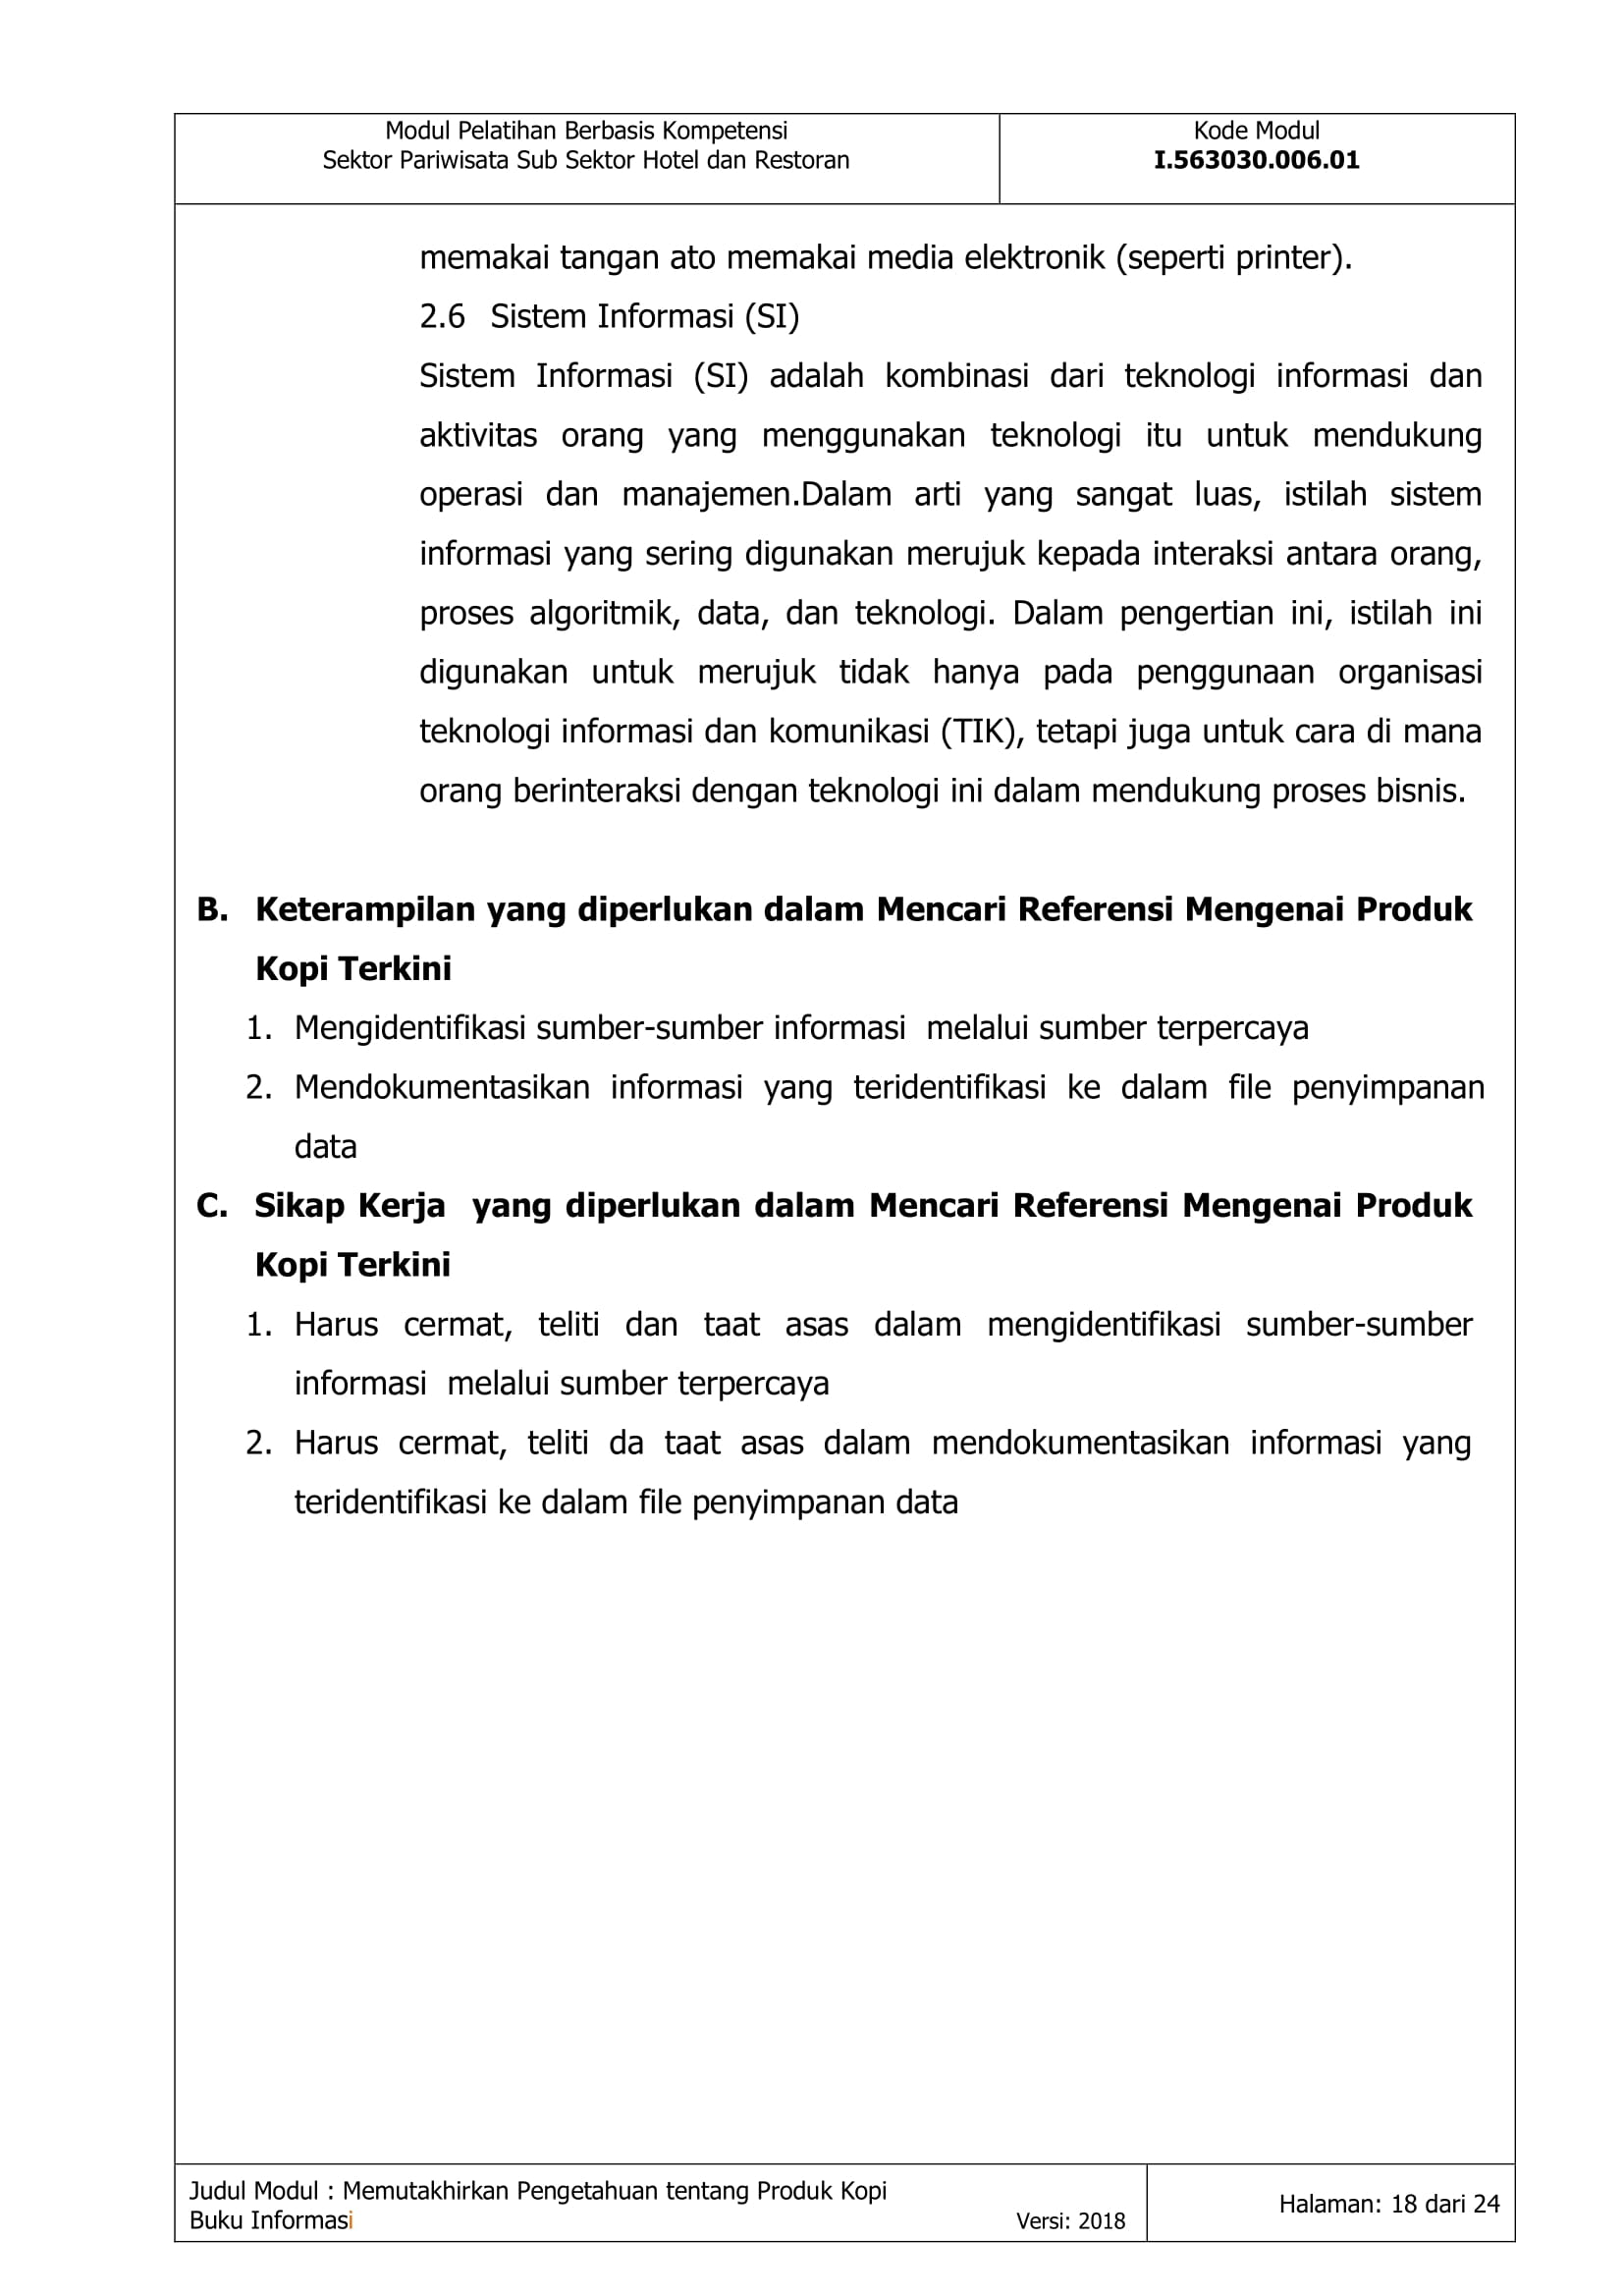 Modul Pelatihan Berbasis Kompetensi
Sektor Pariwisata Sub Sektor Hotel dan Restoran
Kode Modul
I.563030.006.01
memakai tangan ato memakai media elektronik (seperti printer).
2.6 Sistem Informasi (SI)
Sistem Informasi (SI) adalah kombinasi dari teknologi informasi dan
aktivitas orang yang menggunakan teknologi itu untuk mendukung
operasi dan manajemen.Dalam arti yang sangat luas, istilah sistem
informasi yang sering digunakan merujuk kepada interaksi antara orang,
proses algoritmik, data, dan teknologi. Dalam pengertian ini, istilah ini
digunakan untuk merujuk tidak hanya pada penggunaan organisasi
teknologi informasi dan komunikasi (TIK), tetapi juga untuk cara di mana
orang berinteraksi dengan teknologi ini dalam mendukung proses bisnis.
B. Keterampilan yang diperlukan dalam Mencari Referensi Mengenai Produk
Kopi Terkini
1. Mengidentifikasi sumber-sumber informasi melalui sumber terpercaya
2. Mendokumentasikan informasi yang teridentifikasi ke dalam file penyimpanan
data
C. Sikap Kerja yang diperlukan dalam Mencari Referensi Mengenai Produk
Kopi Terkini
1. Harus cermat, teliti dan taat asas dalam mengidentifikasi sumber-sumber
informasi melalui sumber terpercaya
2. Harus cermat, teliti da taat asas dalam mendokumentasikan informasi yang
teridentifikasi ke dalam file penyimpanan data
Judul Modul : Memutakhirkan Pengetahuan tentang Produk Kopi
Buku Informasi Versi: 2018
Halaman: 18 dari 24